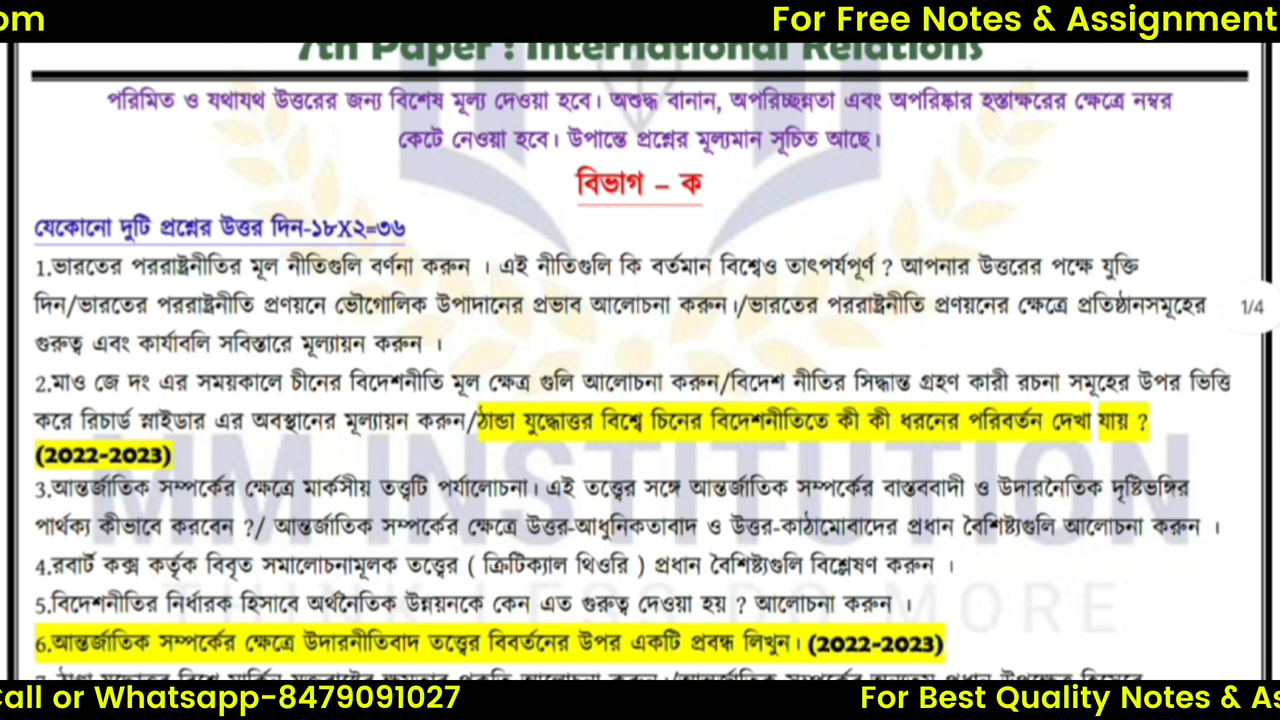 om For Free Notes & Assignment
7th Paper : International Relations
পরিমিত ও যথাযথ উত্তরের জন্য বিশেষ মূল্য দেওয়া হবে। অশুদ্ধ বানান, অপরিচ্ছন্নতা এবং অপরিষ্কার হস্তাক্ষরের ক্ষেত্রে নম্বর
কেটে নেওয়া হবে। উপান্তে প্রশ্নের মূল্যমান সূচিত আছে।
বিভাগ – ক
যেকোনো দুটি প্রশ্নের উত্তর দিন-১৮X২=৩৬
1.ভারতের পররাষ্ট্রনীতির মূল নীতিগুলি বর্ণনা করুন । এই নীতিগুলি কি বর্তমান বিশ্বেও তাৎপর্যপূর্ণ ? আপনার উত্তরের পক্ষে যুক্তি
দিন/ভারতের পররাষ্ট্রনীতি প্রণয়নে ভৌগোলিক উপাদানের প্রভাব আলোচনা করুন।/ভারতের পররাষ্ট্রনীতি প্রণয়নের ক্ষেত্রে প্রতিষ্ঠানসমূহের
1/4
গুরুত্ব এবং কার্যাবলি সবিস্তারে মূল্যায়ন করুন ।
2.মাও জে দং এর সময়কালে চীনের বিদেশনীতি মূল ক্ষেত্র গুলি আলোচনা করুন/বিদেশ নীতির সিদ্ধান্ত গ্রহণ কারী রচনা সমূহের উপর ভিত্তি
করে রিচার্ড স্নাইডার এর অবস্থানের মূল্যায়ন করুন/ঠান্ডা যুদ্ধোত্তর বিশ্বে চিনের বিদেশনীতিতে কী কী ধরনের পরিবর্তন দেখা যায় ?
(2022-2023)
3.আন্তর্জাতিক সম্পর্কের ক্ষেত্রে মার্কসীয় তত্ত্বটি পর্যালোচনা। এই তত্ত্বের সঙ্গে আন্তর্জাতিক সম্পর্কের বাস্তববাদী ও উদারনৈতিক দৃষ্টিভঙ্গির
পার্থক্য কীভাবে করবেন ?/ আন্তর্জাতিক সম্পর্কের ক্ষেত্রে উত্তর-আধুনিকতাবাদ ও উত্তর-কাঠামোবাদের প্রধান বৈশিষ্ট্যগুলি আলোচনা করুন ।
4.রবার্ট কক্স কর্তৃক বিবৃত সমালোচনামূলক তত্ত্বের ( ক্রিটিক্যাল থিওরি ) প্রধান বৈশিষ্ট্যগুলি বিশ্লেষণ করুন ।
5.বিদেশনীতির নির্ধারক হিসাবে অর্থনৈতিক উন্নয়নকে কেন এত গুরুত্ব দেওয়া হয় ? আলোচনা করুন ।
6.আন্তর্জাতিক সম্পর্কের ক্ষেত্রে উদারনীতিবাদ তত্ত্বের বিবর্তনের উপর একটি প্রবন্ধ লিখুন। (2022-2023)
MM INSTITUTION
Call or Whatsapp-8479091027 For Best Quality Notes & As